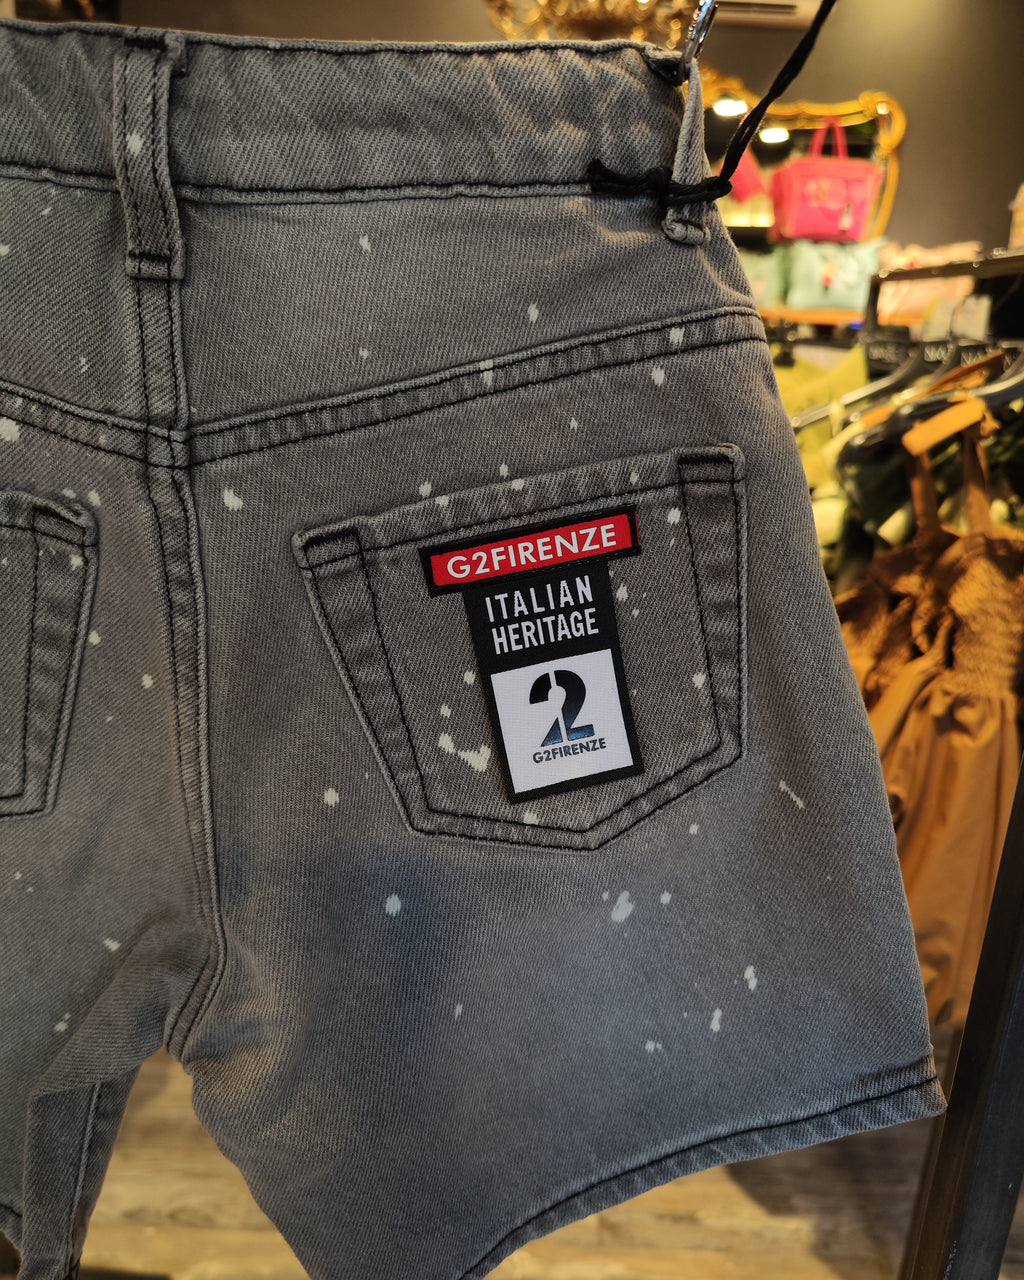 G2FIRENZE
ITALIAN
HERITAGE
2
G2FIRENZE